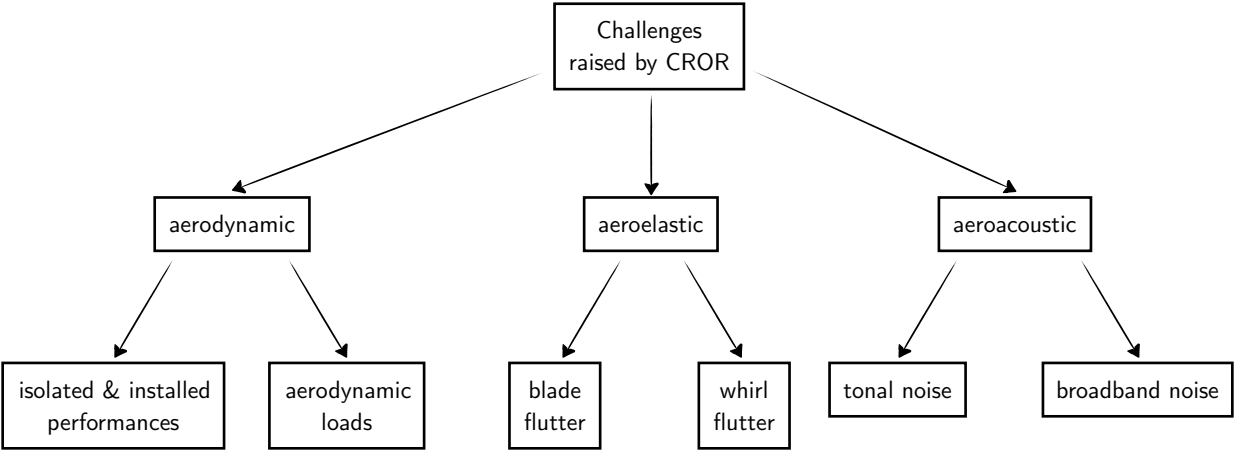 Challenges
raised by CROR
aerodynamic
aeroelastic
aeroacoustic
isolated & installed
performances
aerodynamic
loads
blade
flutter
whirl
flutter
tonal noise
broadband noise